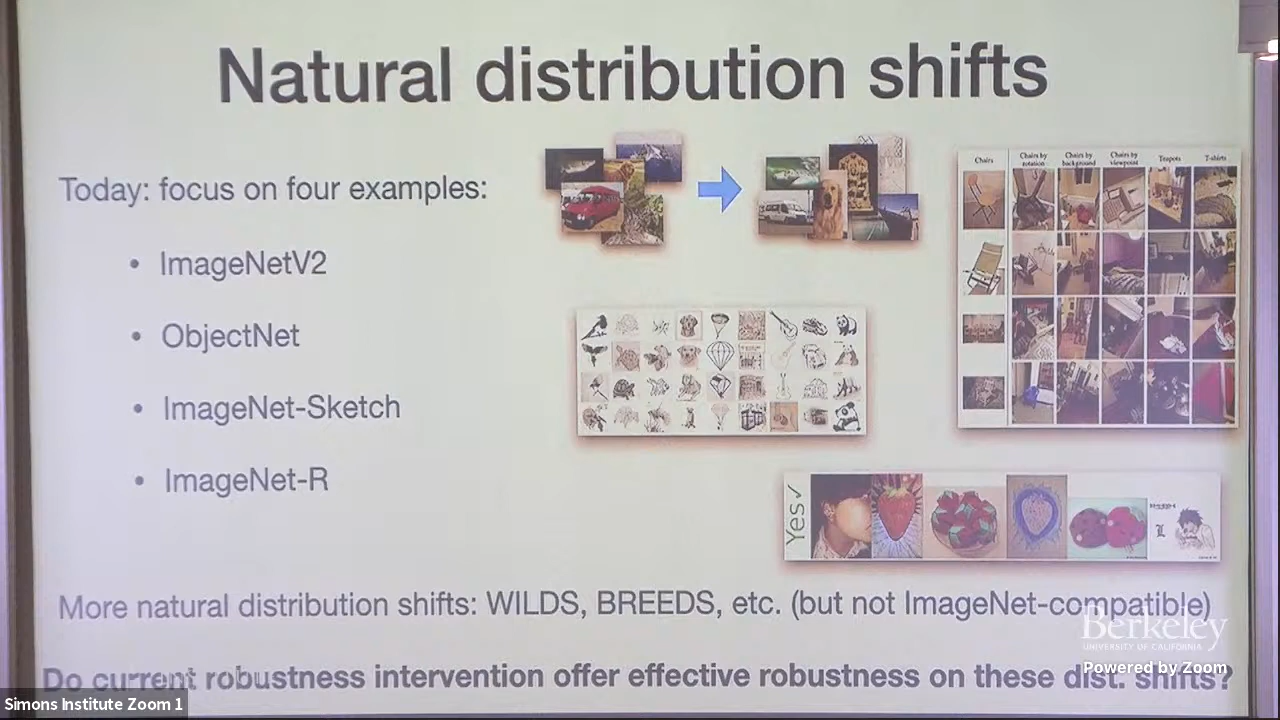 Natural distribution shifts
Today: focus on four examples:
• ImageNetV2
• ObjectNet
• ImageNet-Sketch
• ImageNet-R
Chairs
Chairs by rotation
Chairs by background
Chairs by viewpoint
Teapots
T-shirts
Yes✓
L
More natural distribution shifts: WILDS, BREEDS, etc. (but not ImageNet-compatible)
Do current robustness intervention offer effective robustness on these dist. shifts?
Berkeley
UNIVERSITY OF CALIFORNIA
Powered by Zoom
Simons Institute Zoom 1